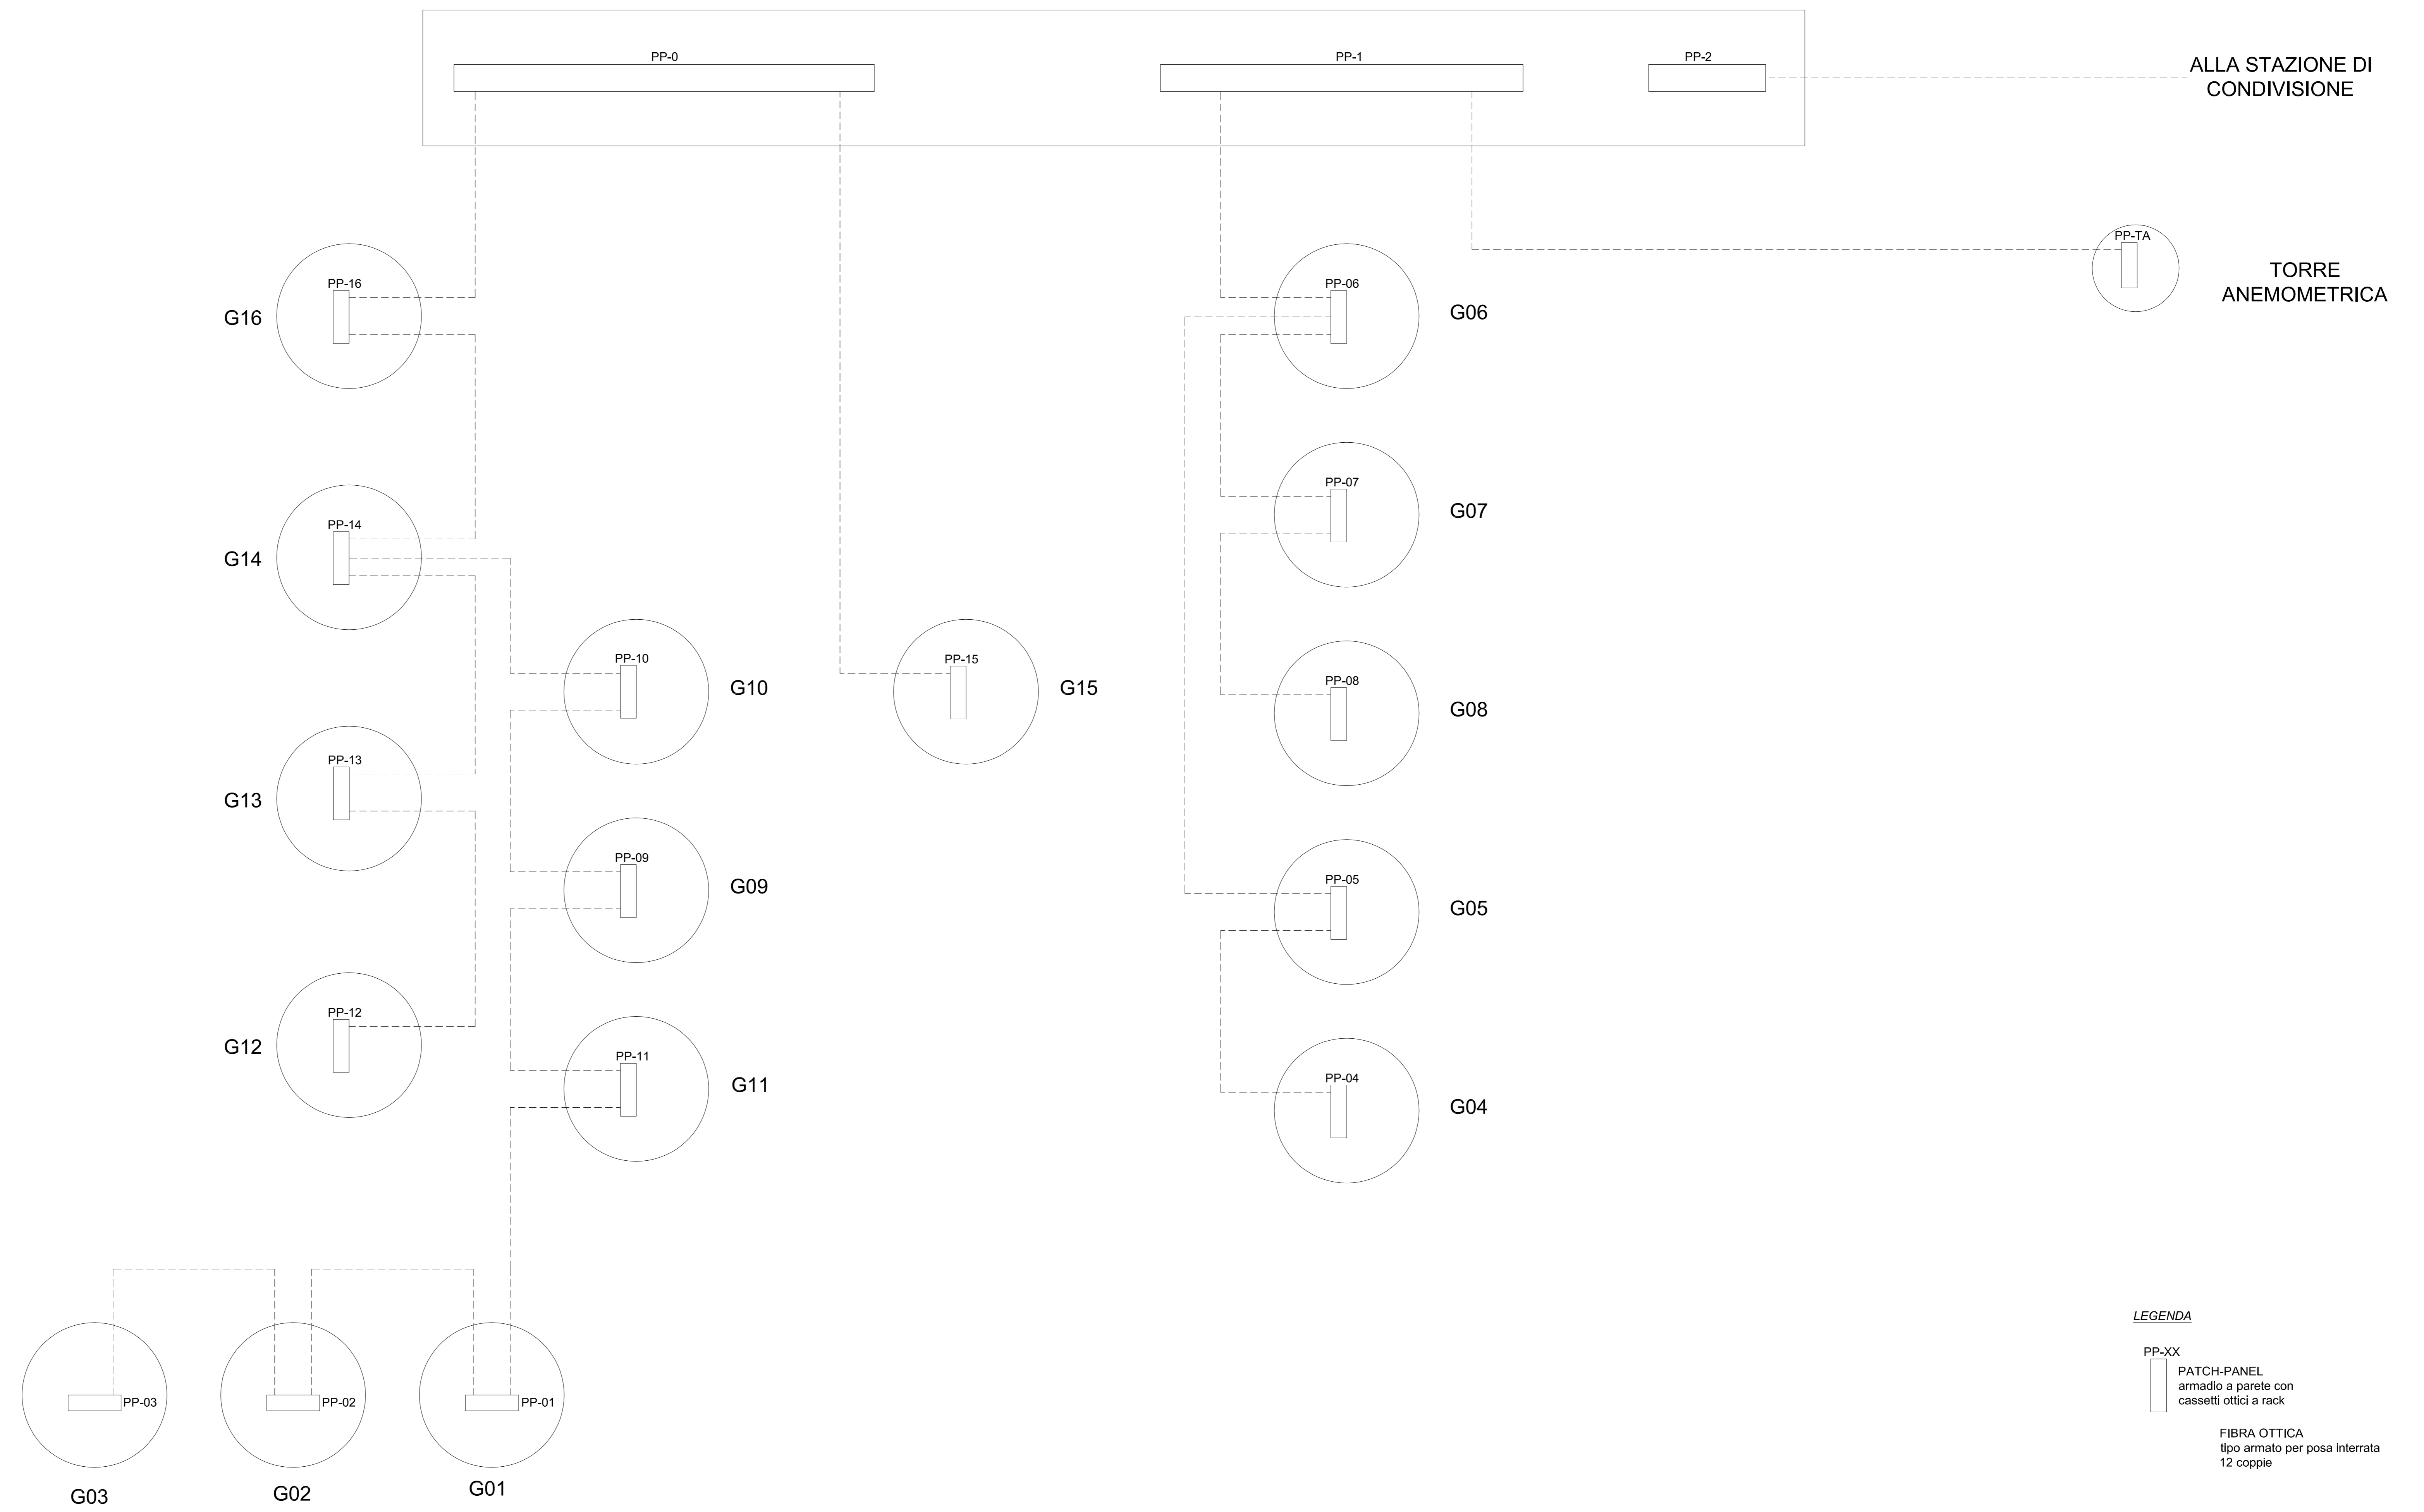 PP-0
PP-1
PP-2
ALLA STAZIONE DI
CONDIVISIONE
PP-TA
TORRE
ANEMOMETRICA
PP-16
G16
PP-06
G06
PP-07
G07
PP-14
G14
PP-10
G10
PP-15
G15
PP-08
G08
PP-13
G13
PP-09
G09
PP-05
G05
PP-12
G12
PP-11
G11
PP-04
G04
LEGENDA
PP-XX
PATCH-PANEL
armadio a parete con
cassetti ottici a rack
FIBRA OTTICA
tipo armato per posa interrata
12 coppie
PP-03
PP-02
PP-01
G03
G02
G01